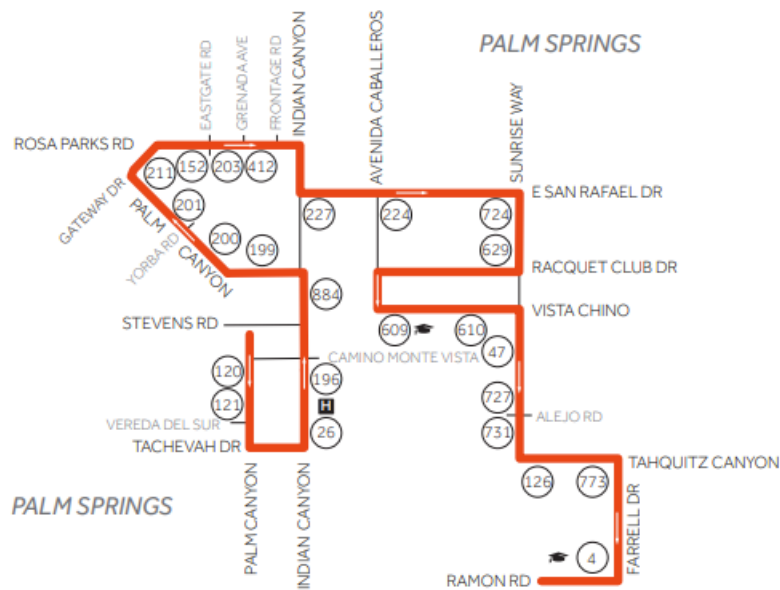 PALM SPRINGS
EASTGATE RD
GRENADA AVE
FRONTAGE RD
INDIAN CANYON
AVENIDA CABALLEROS
SUNRISE WAY
ROSA PARKS RD
211
152
203
412
E SAN RAFAEL DR
GATEWAY DR
201
227
224
724
PALM CANYON
YORBA RD
200
199
629
RACQUET CLUB DR
884
VISTA CHINO
STEVENS RD
609
610
47
CAMINO MONTE VISTA
120
196
121
H
727
ALEJO RD
VEREDA DEL SUR
26
731
TACHEVAH DR
TAHQUITZ CANYON
PALM CANYON
INDIAN CANYON
126
773
FARRELL DR
PALM SPRINGS
4
RAMON RD